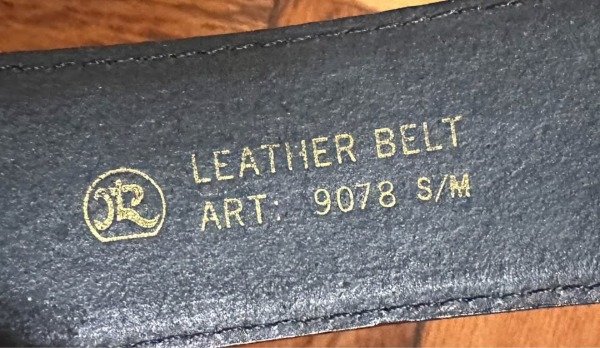 LEATHER BELT
ART: 9078 S/M